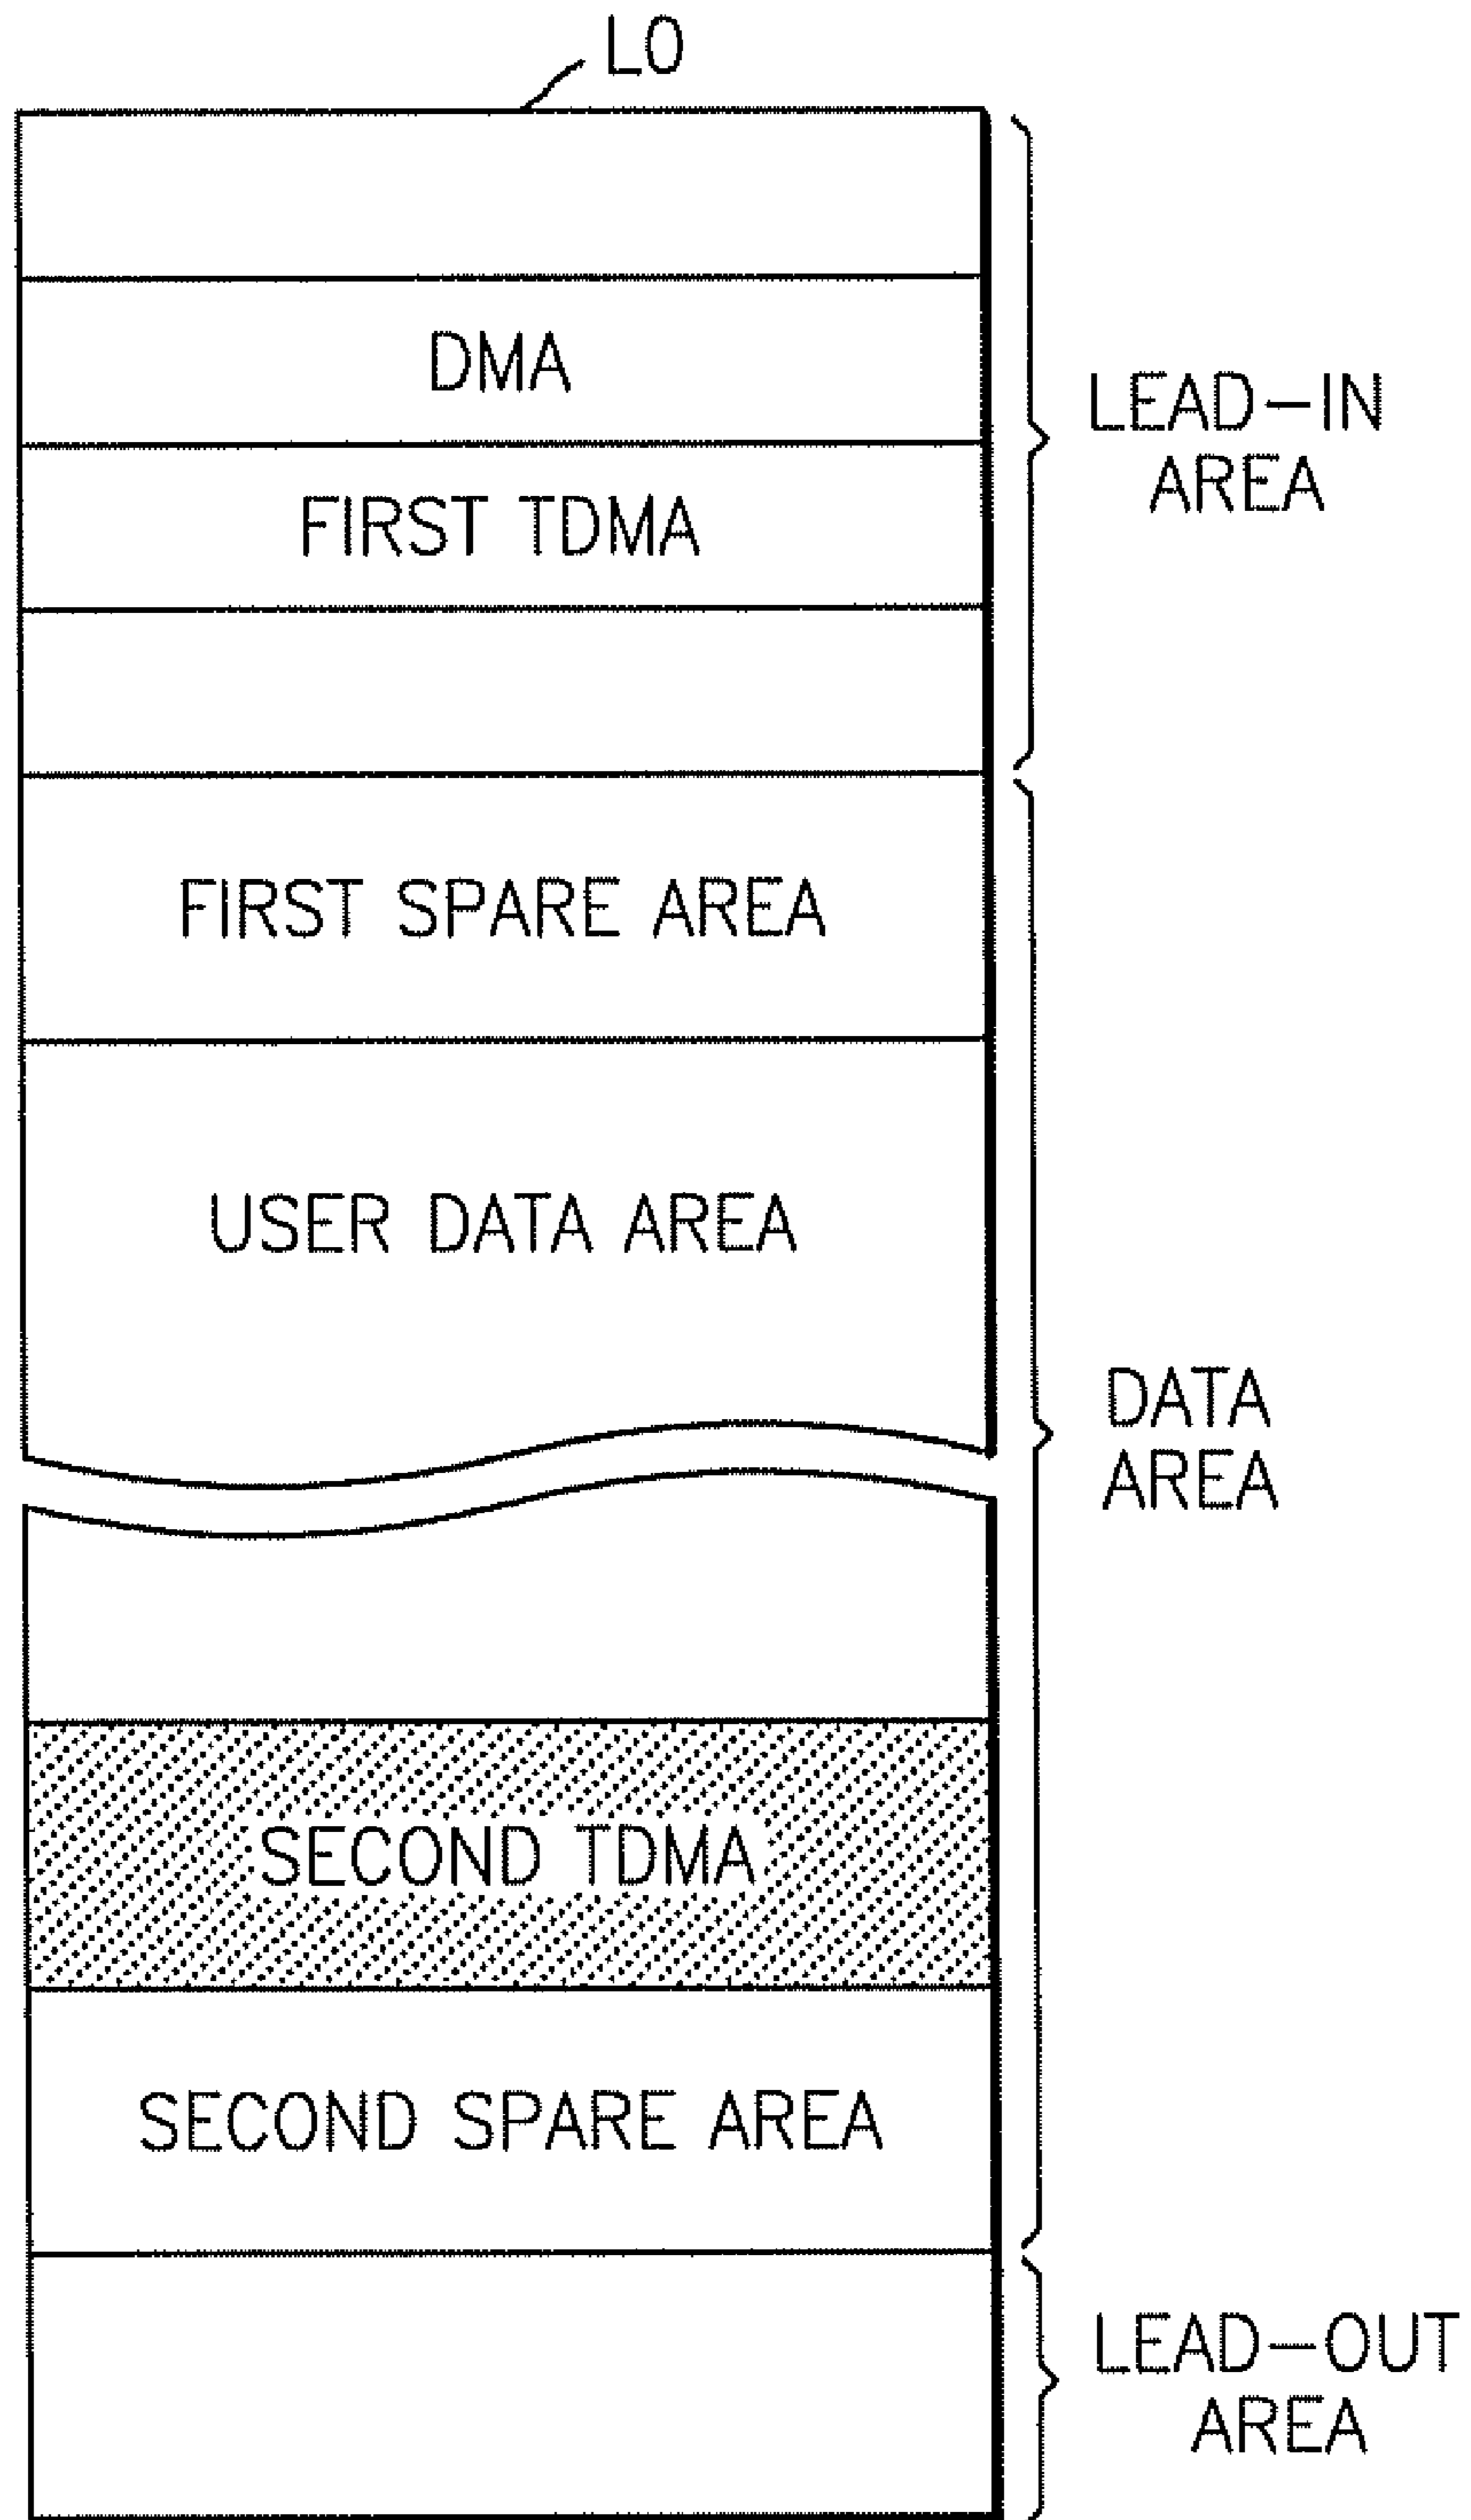 L0
DMA
LEAD-IN
AREA
FIRST TDMA
FIRST SPARE AREA
USER DATA AREA
DATA
AREA
SECOND TDMA
SECOND SPARE AREA
LEAD-OUT
AREA